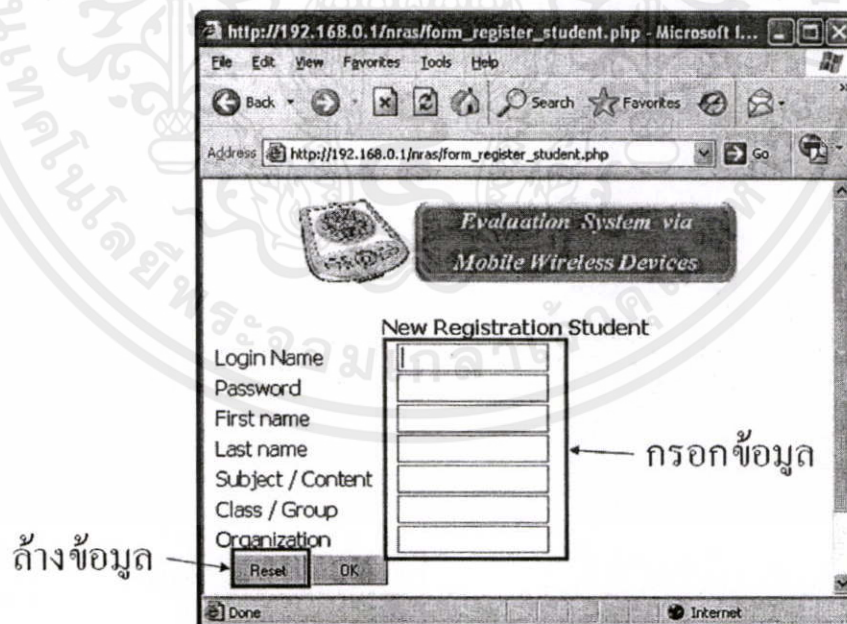 http://192.168.0.1/nras/form_register_student.php - Microsoft I...
File Edit View Favorites Tools Help
Back Search Favorites
Address http://192.168.0.1/nras/form_register_student.php Go
Evaluation System via
Mobile Wireless Devices
New Registration Student
Login Name
Password
First name
Last name
Subject / Content
Class / Group
Organization
กรอกข้อมูล
ล้างข้อมูล
Reset OK
Done Internet